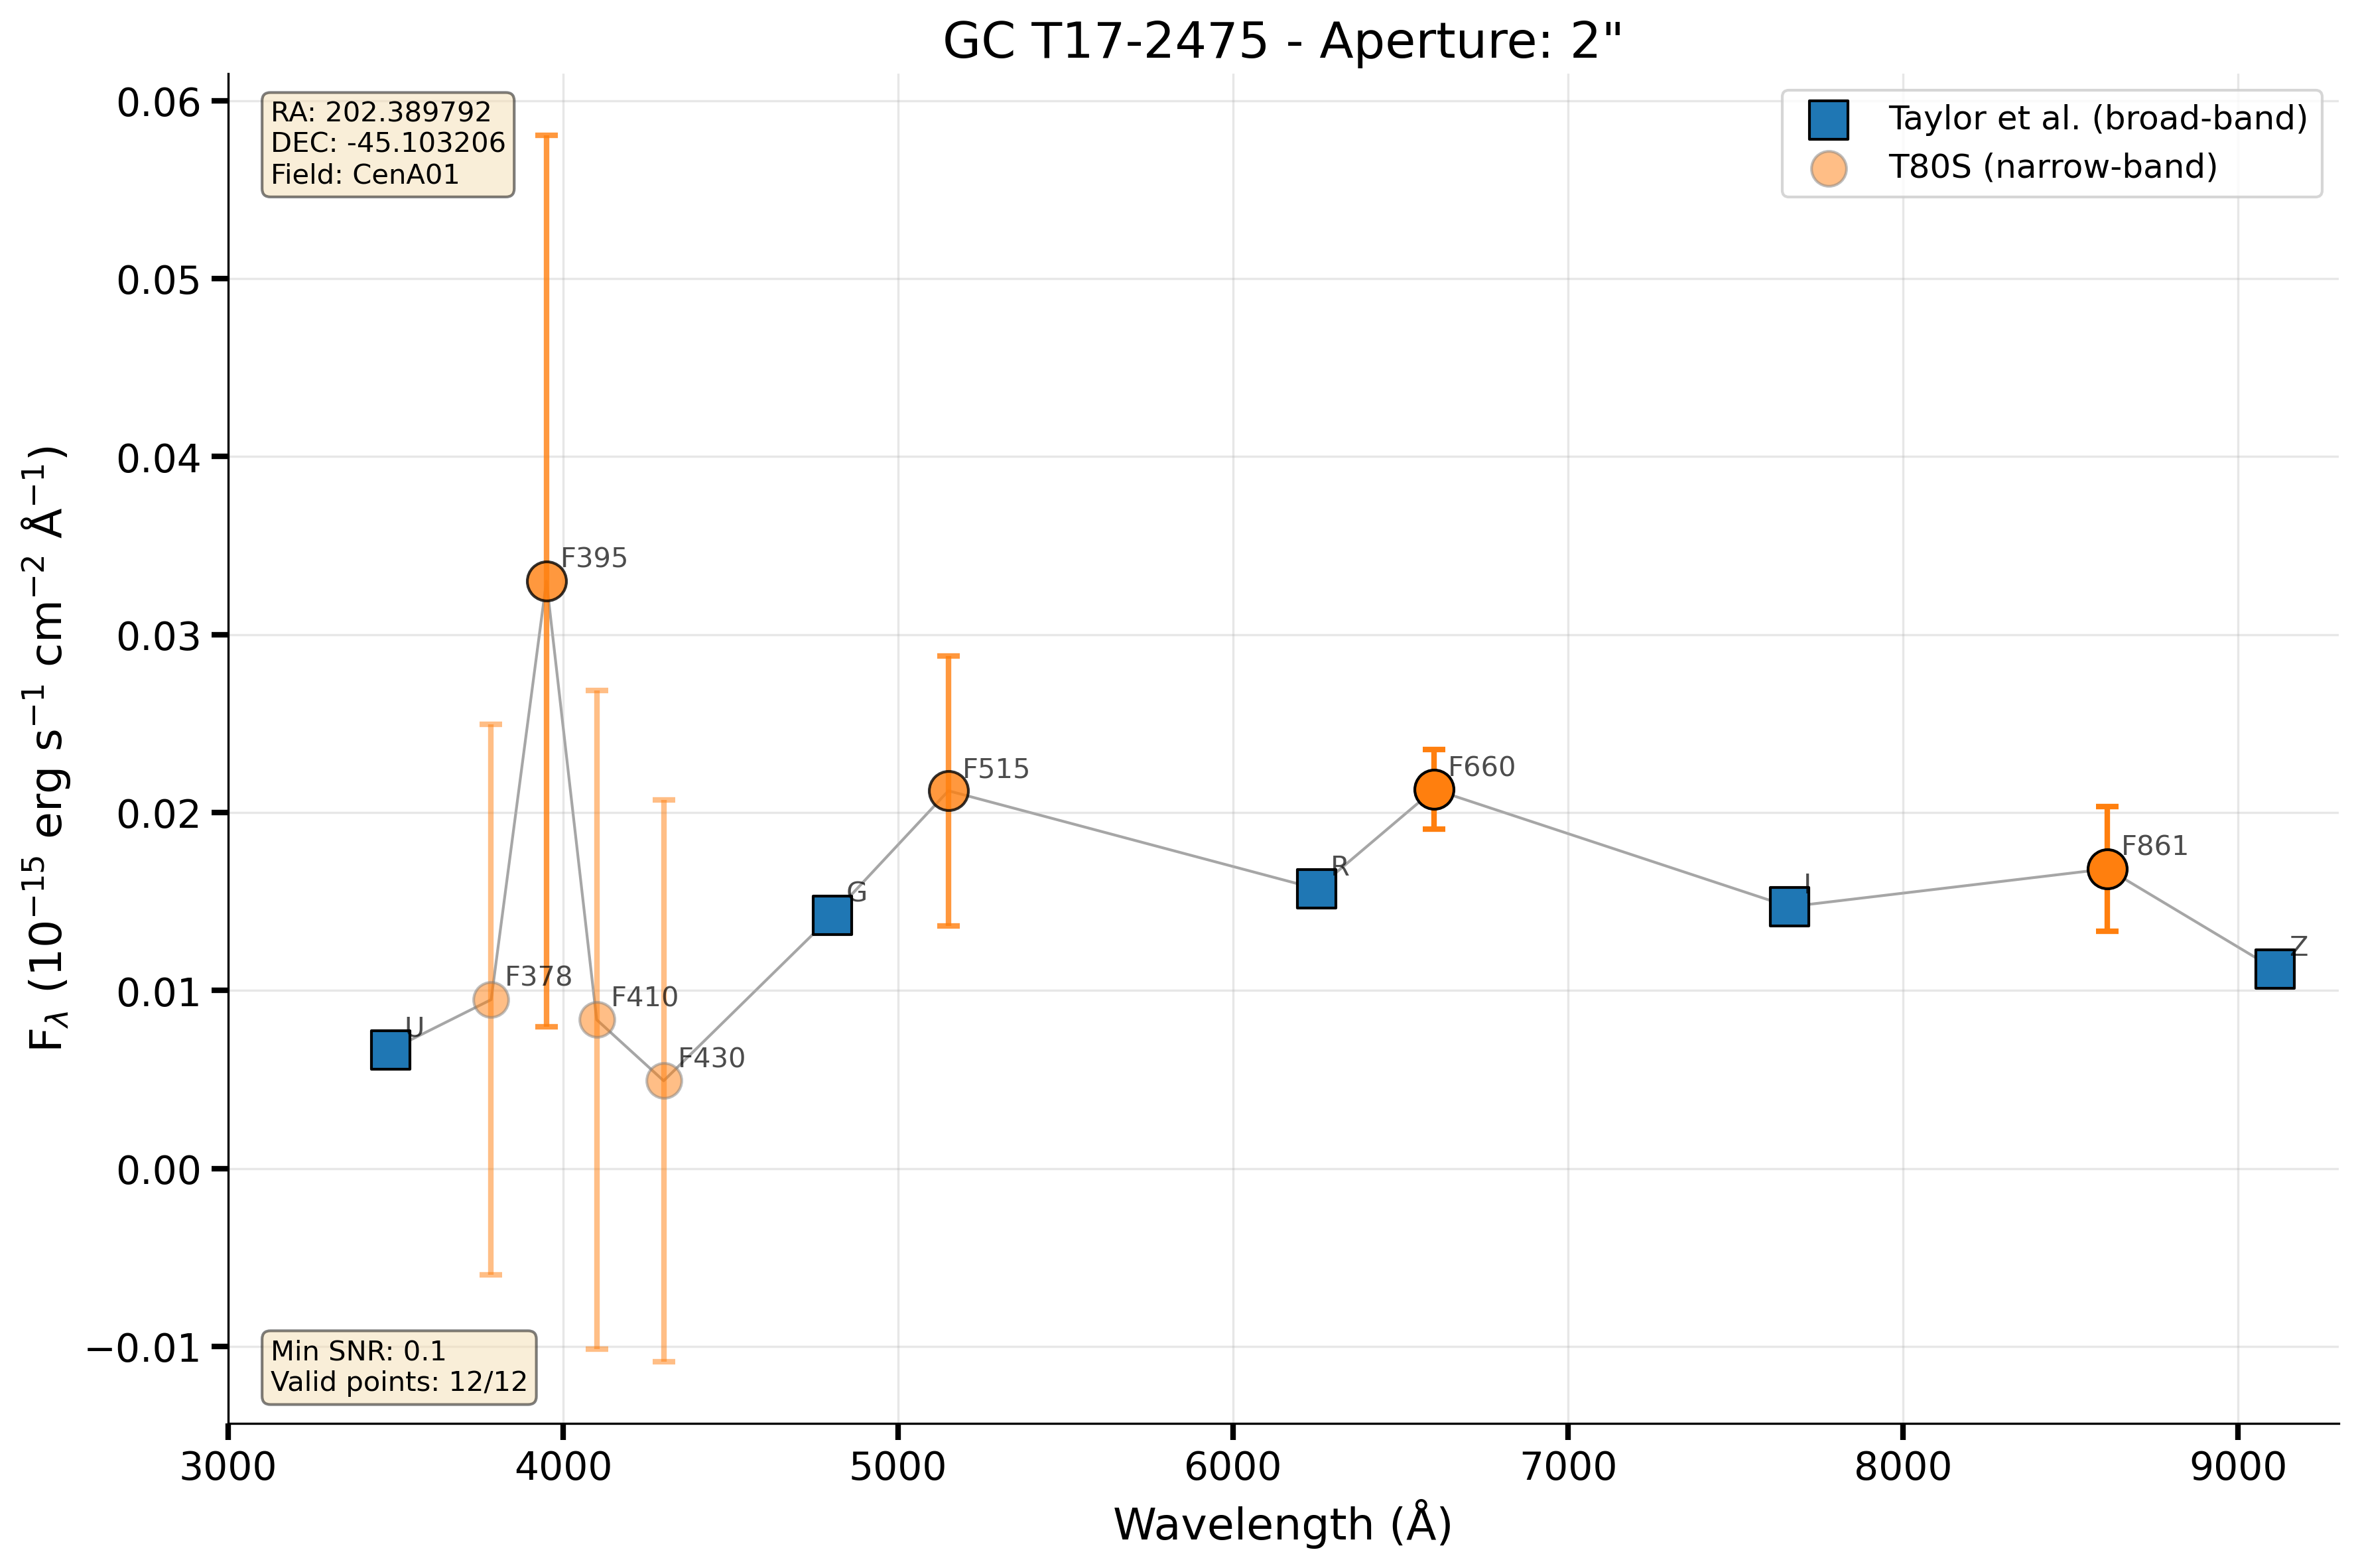 GC T17-2475 - Aperture: 2"
RA: 202.389792
DEC: -45.103206
Field: CenA01
Taylor et al. (broad-band)
T80S (narrow-band)
0.06
0.05
0.04
0.03
0.02
0.01
0.00
−0.01
F_λ (10⁻¹⁵ erg s⁻¹ cm⁻² Å⁻¹)
U
F378
F395
F410
F430
G
F515
R
F660
I
F861
Z
Min SNR: 0.1
Valid points: 12/12
3000 4000 5000 6000 7000 8000 9000
Wavelength (Å)